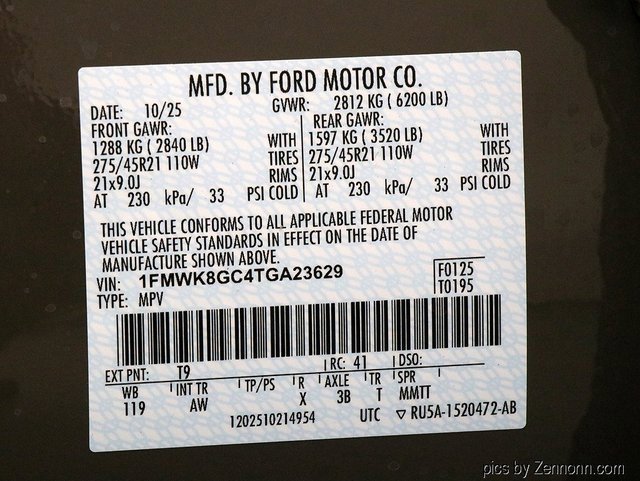 MFD. BY FORD MOTOR CO.
DATE: 10/25 GVWR: 2812 KG ( 6200 LB)
FRONT GAWR: REAR GAWR:
1288 KG ( 2840 LB) WITH 1597 KG ( 3520 LB) WITH
275/45R21 110W TIRES 275/45R21 110W TIRES
21x9.0J RIMS 21x9.0J RIMS
AT 230 kPa/ 33 PSI COLD AT 230 kPa/ 33 PSI COLD
THIS VEHICLE CONFORMS TO ALL APPLICABLE FEDERAL MOTOR
VEHICLE SAFETY STANDARDS IN EFFECT ON THE DATE OF
MANUFACTURE SHOWN ABOVE.
VIN: 1FMWK8GC4TGA23629 F0125
TYPE: MPV T0195
EXT PNT: T9 RC: 41 DSO:
WB INT TR TP/PS R AXLE TR SPR
119 AW X 3B T MMTT
1202510214954 UTC ▽ RU5A-1520472-AB
pics by Zennonn.com